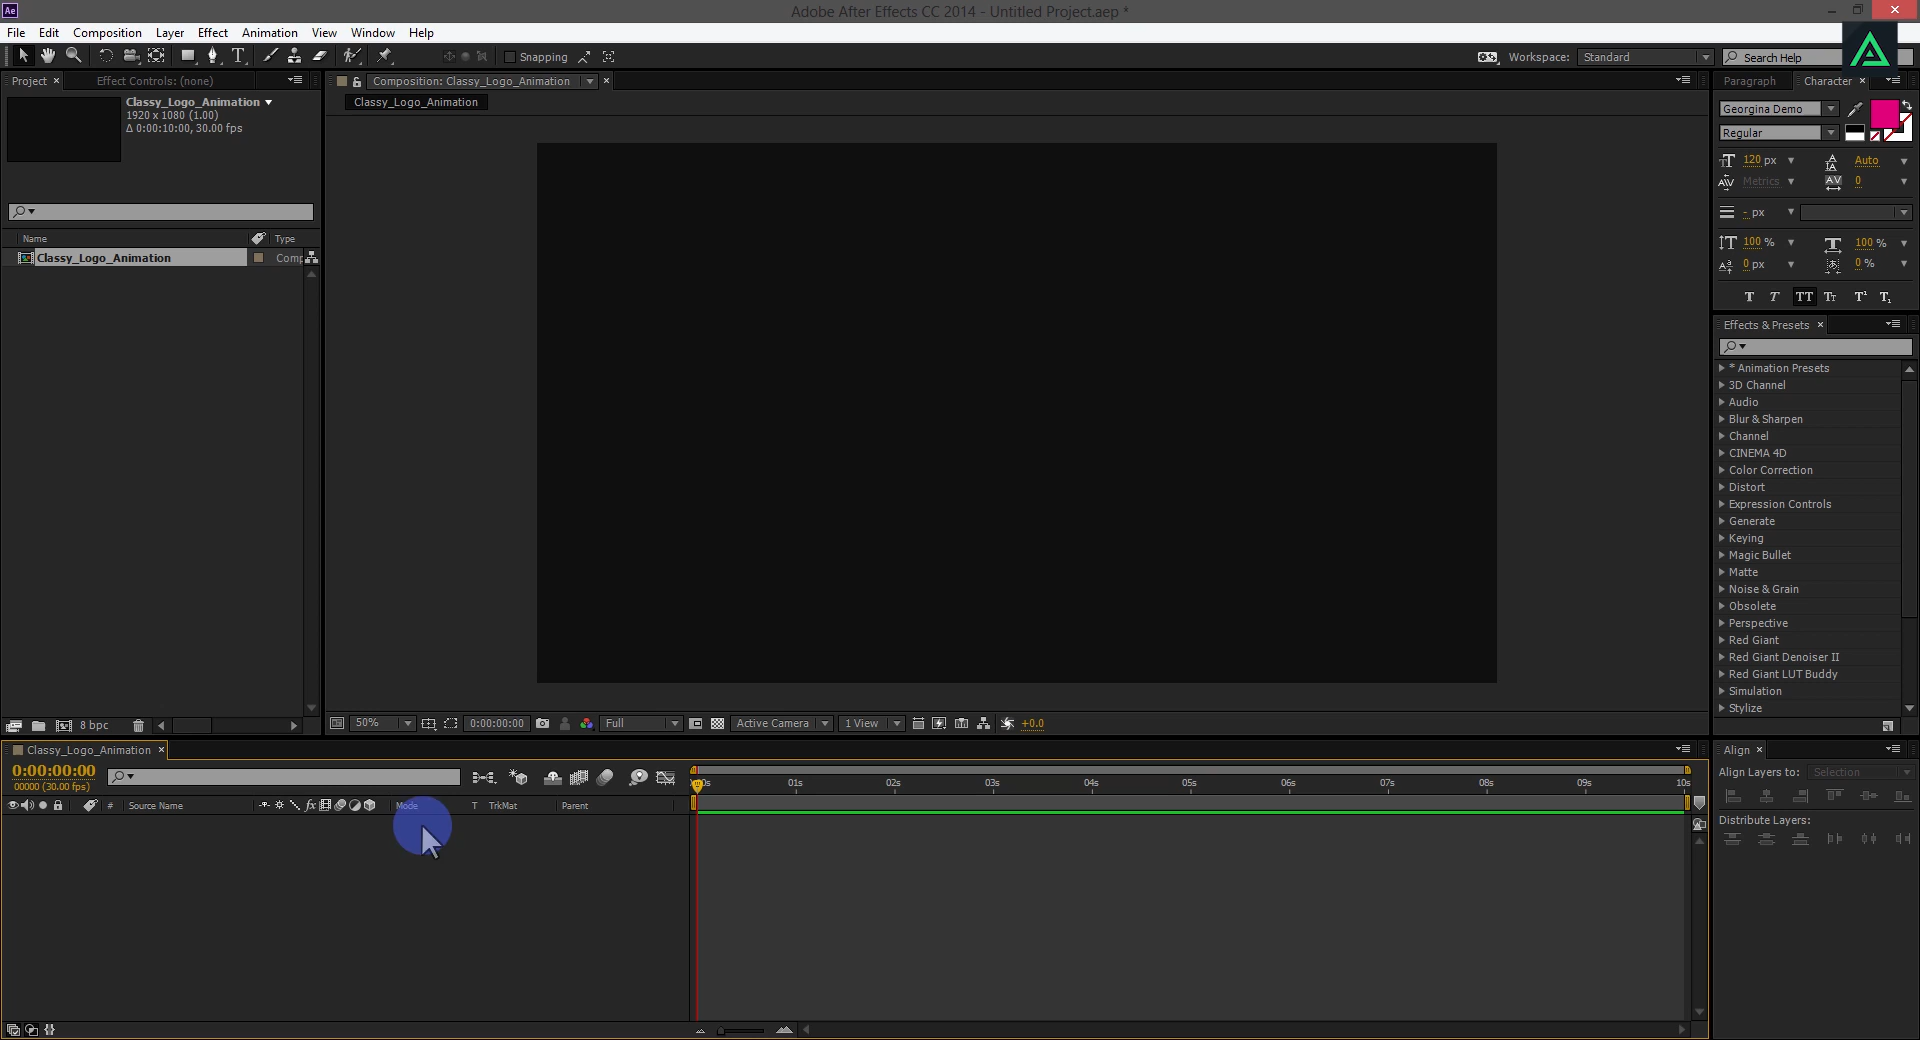 Ae
Adobe After Effects CC 2014 - Untitled Project.aep *
File Edit Composition Layer Effect Animation View Window Help
Snapping
Workspace: Standard
Search Help
Project × Effect Controls: (none)
Classy_Logo_Animation
1920 x 1080 (1.00)
Δ 0:00:10:00, 30.00 fps
Name Type
Classy_Logo_Animation Comp
8 bpc
Composition: Classy_Logo_Animation
Classy_Logo_Animation
50% 0:00:00:00 Full Active Camera 1 View +0.0
Paragraph Character ×
Georgina Demo
Regular
120 px Auto
Metrics 0
- px
100 % 100 %
0 px 0 %
T T TT Tr T¹ T₁
Effects & Presets ×
* Animation Presets
3D Channel
Audio
Blur & Sharpen
Channel
CINEMA 4D
Color Correction
Distort
Expression Controls
Generate
Keying
Magic Bullet
Matte
Noise & Grain
Obsolete
Perspective
Red Giant
Red Giant Denoiser II
Red Giant LUT Buddy
Simulation
Stylize
Classy_Logo_Animation ×
0:00:00:00
00000 (30.00 fps)
# Source Name fx Mode T TrkMat Parent
01s 02s 03s 04s 05s 06s 07s 08s 09s 10s
Align ×
Align Layers to: Selection
Distribute Layers: